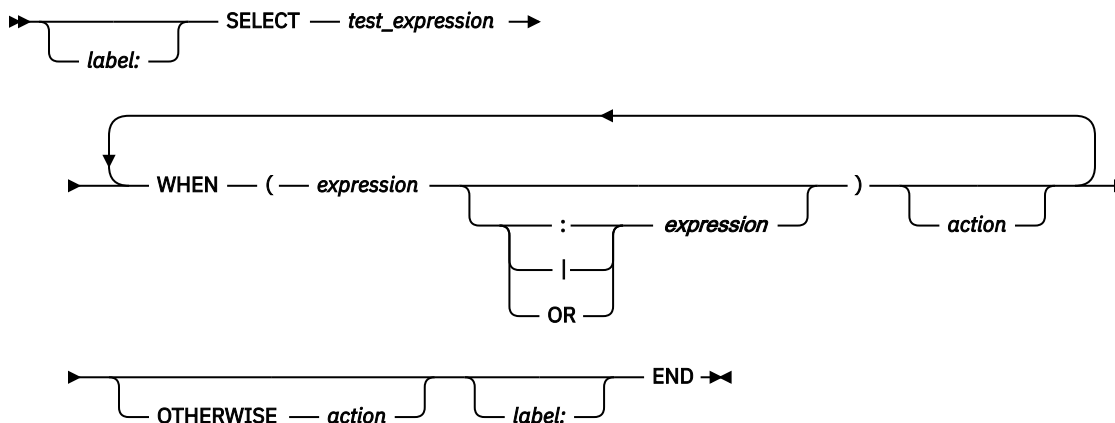 SELECT test_expression
label:
WHEN ( expression ) 
: expression action
|
OR
END
OTHERWISE action label: